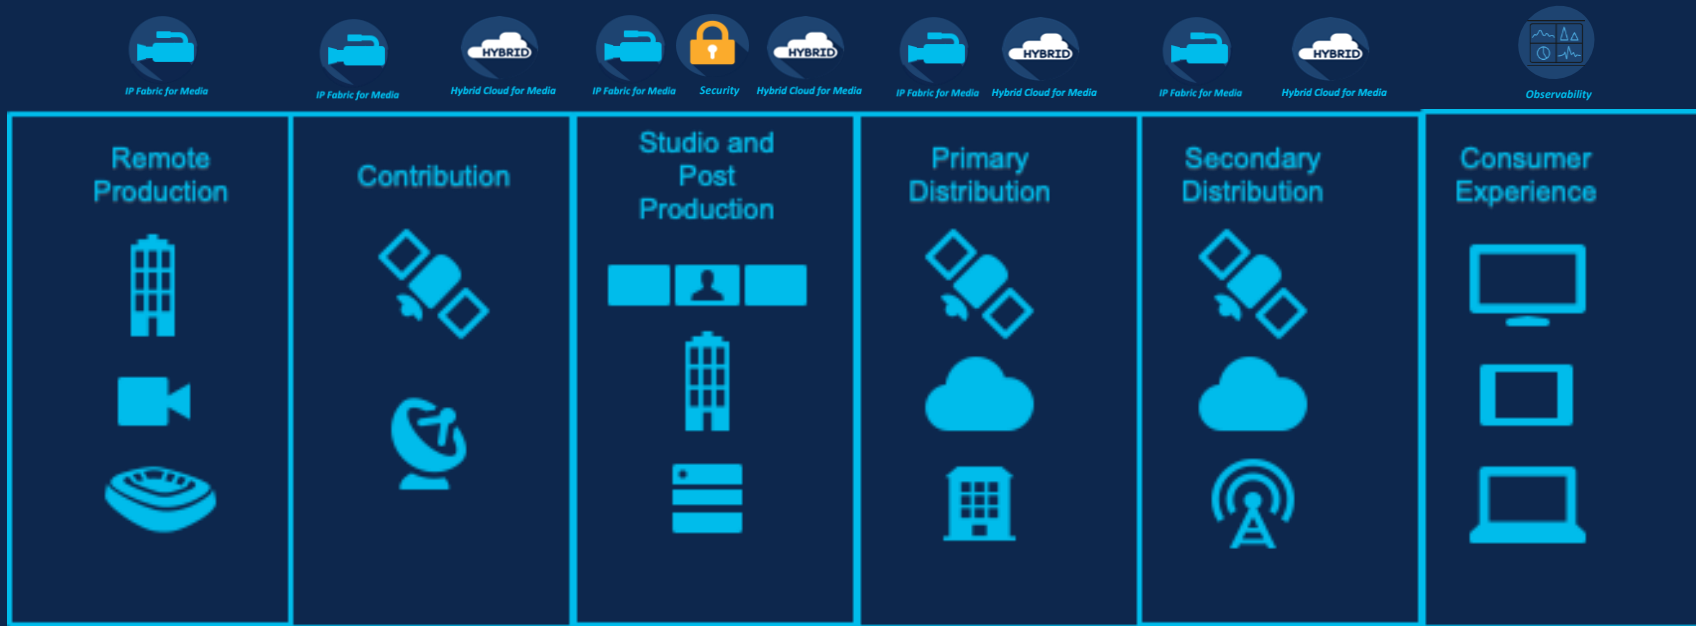 HYBRID
HYBRID
HYBRID
HYBRID
IP Fabric for Media
IP Fabric for Media
Hybrid Cloud for Media
IP Fabric for Media
Security
Hybrid Cloud for Media
IP Fabric for Media
Hybrid Cloud for Media
IP Fabric for Media
Hybrid Cloud for Media
Observability
Remote
Production
Contribution
Studio and
Post
Production
Primary
Distribution
Secondary
Distribution
Consumer
Experience